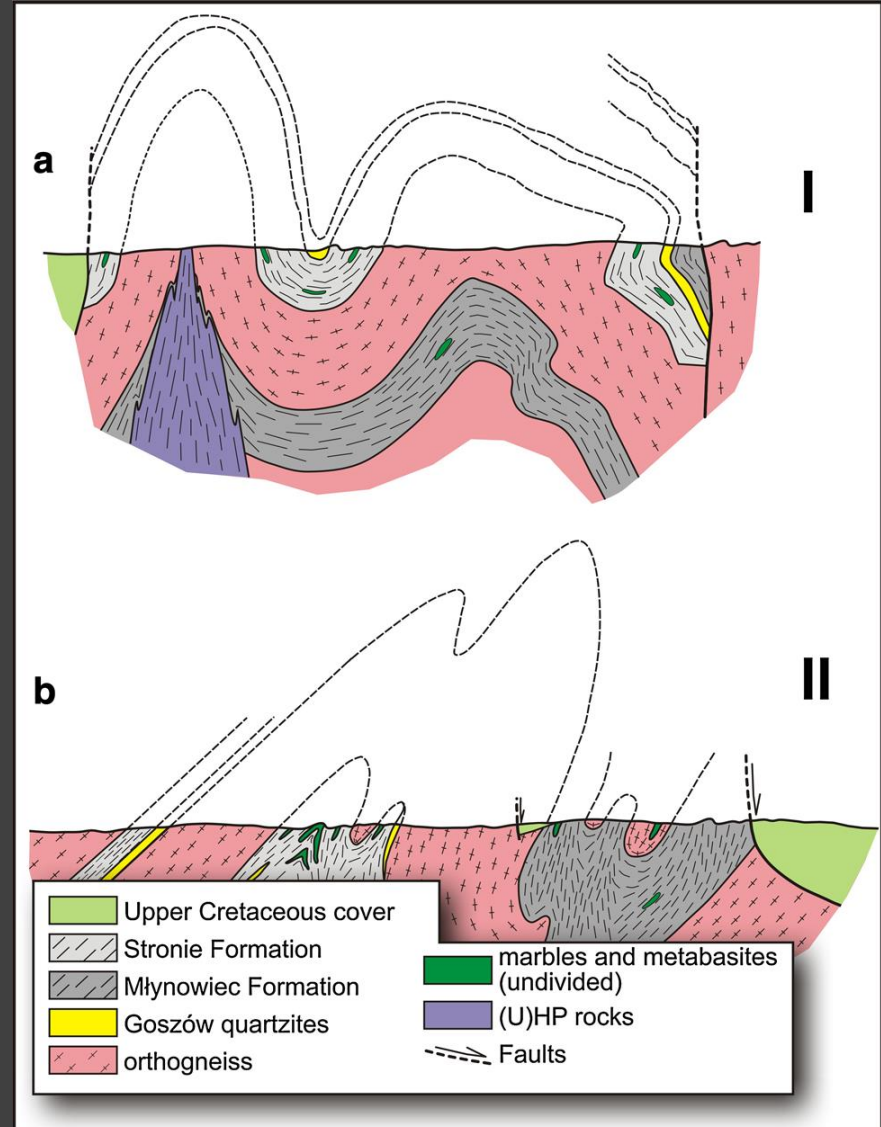 a
I
b
II
Upper Cretaceous cover
Stronie Formation
Młynowiec Formation
Goszów quartzites
orthogneiss
marbles and metabasites
(undivided)
(U)HP rocks
Faults